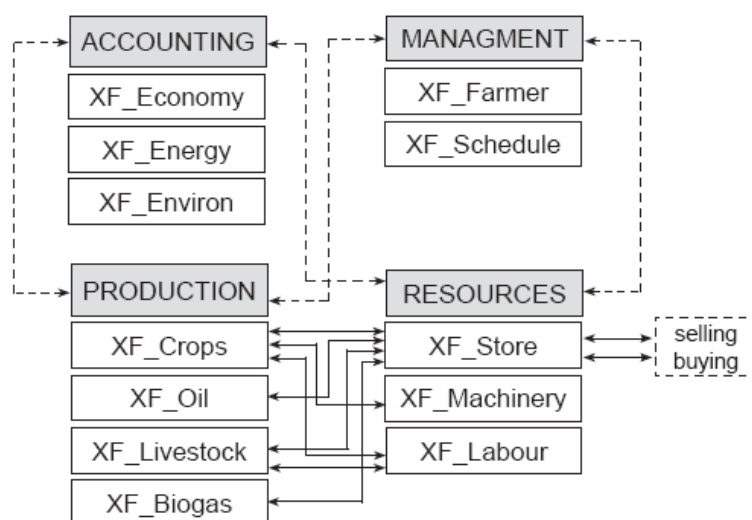 ACCOUNTING
XF_Economy
XF_Energy
XF_Environ
MANAGMENT
XF_Farmer
XF_Schedule
PRODUCTION
XF_Crops
XF_Oil
XF_Livestock
XF_Biogas
RESOURCES
XF_Store
XF_Machinery
XF_Labour
selling
buying